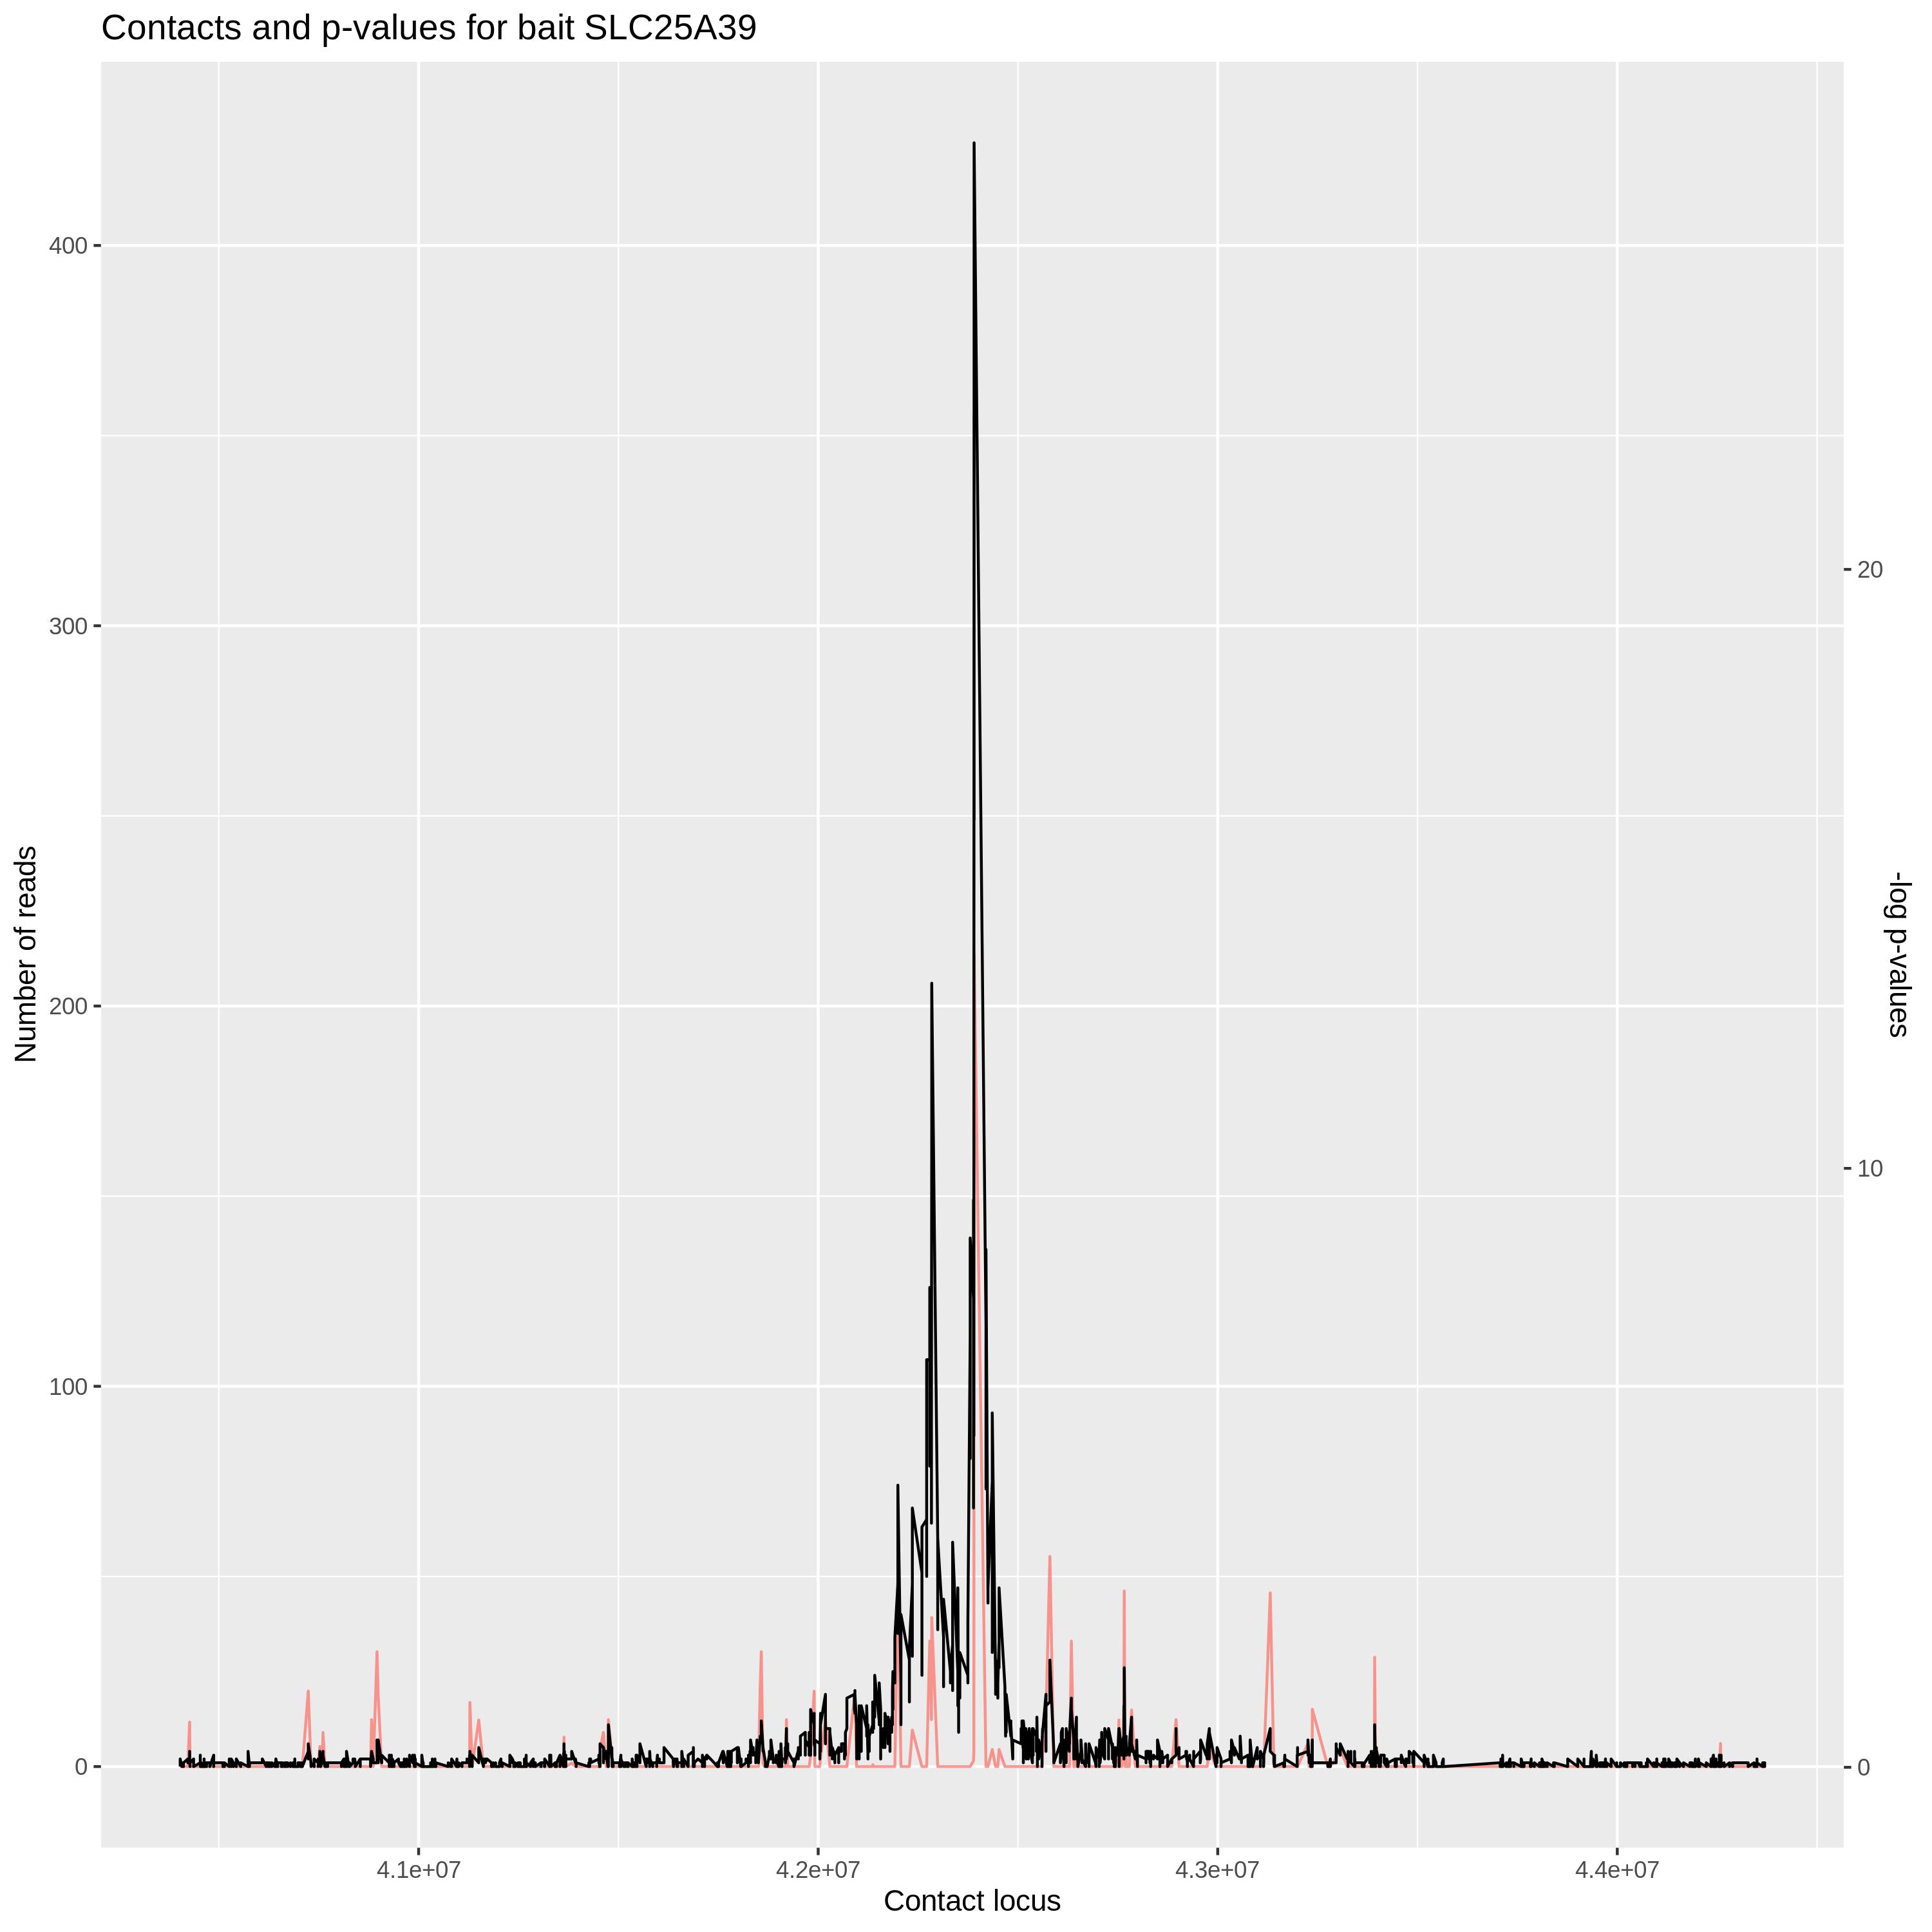 Contacts and p-values for bait SLC25A39
400
300
200
100
0
Number of reads
20
10
0
-log p-values
4.1e+07 4.2e+07 4.3e+07 4.4e+07
Contact locus